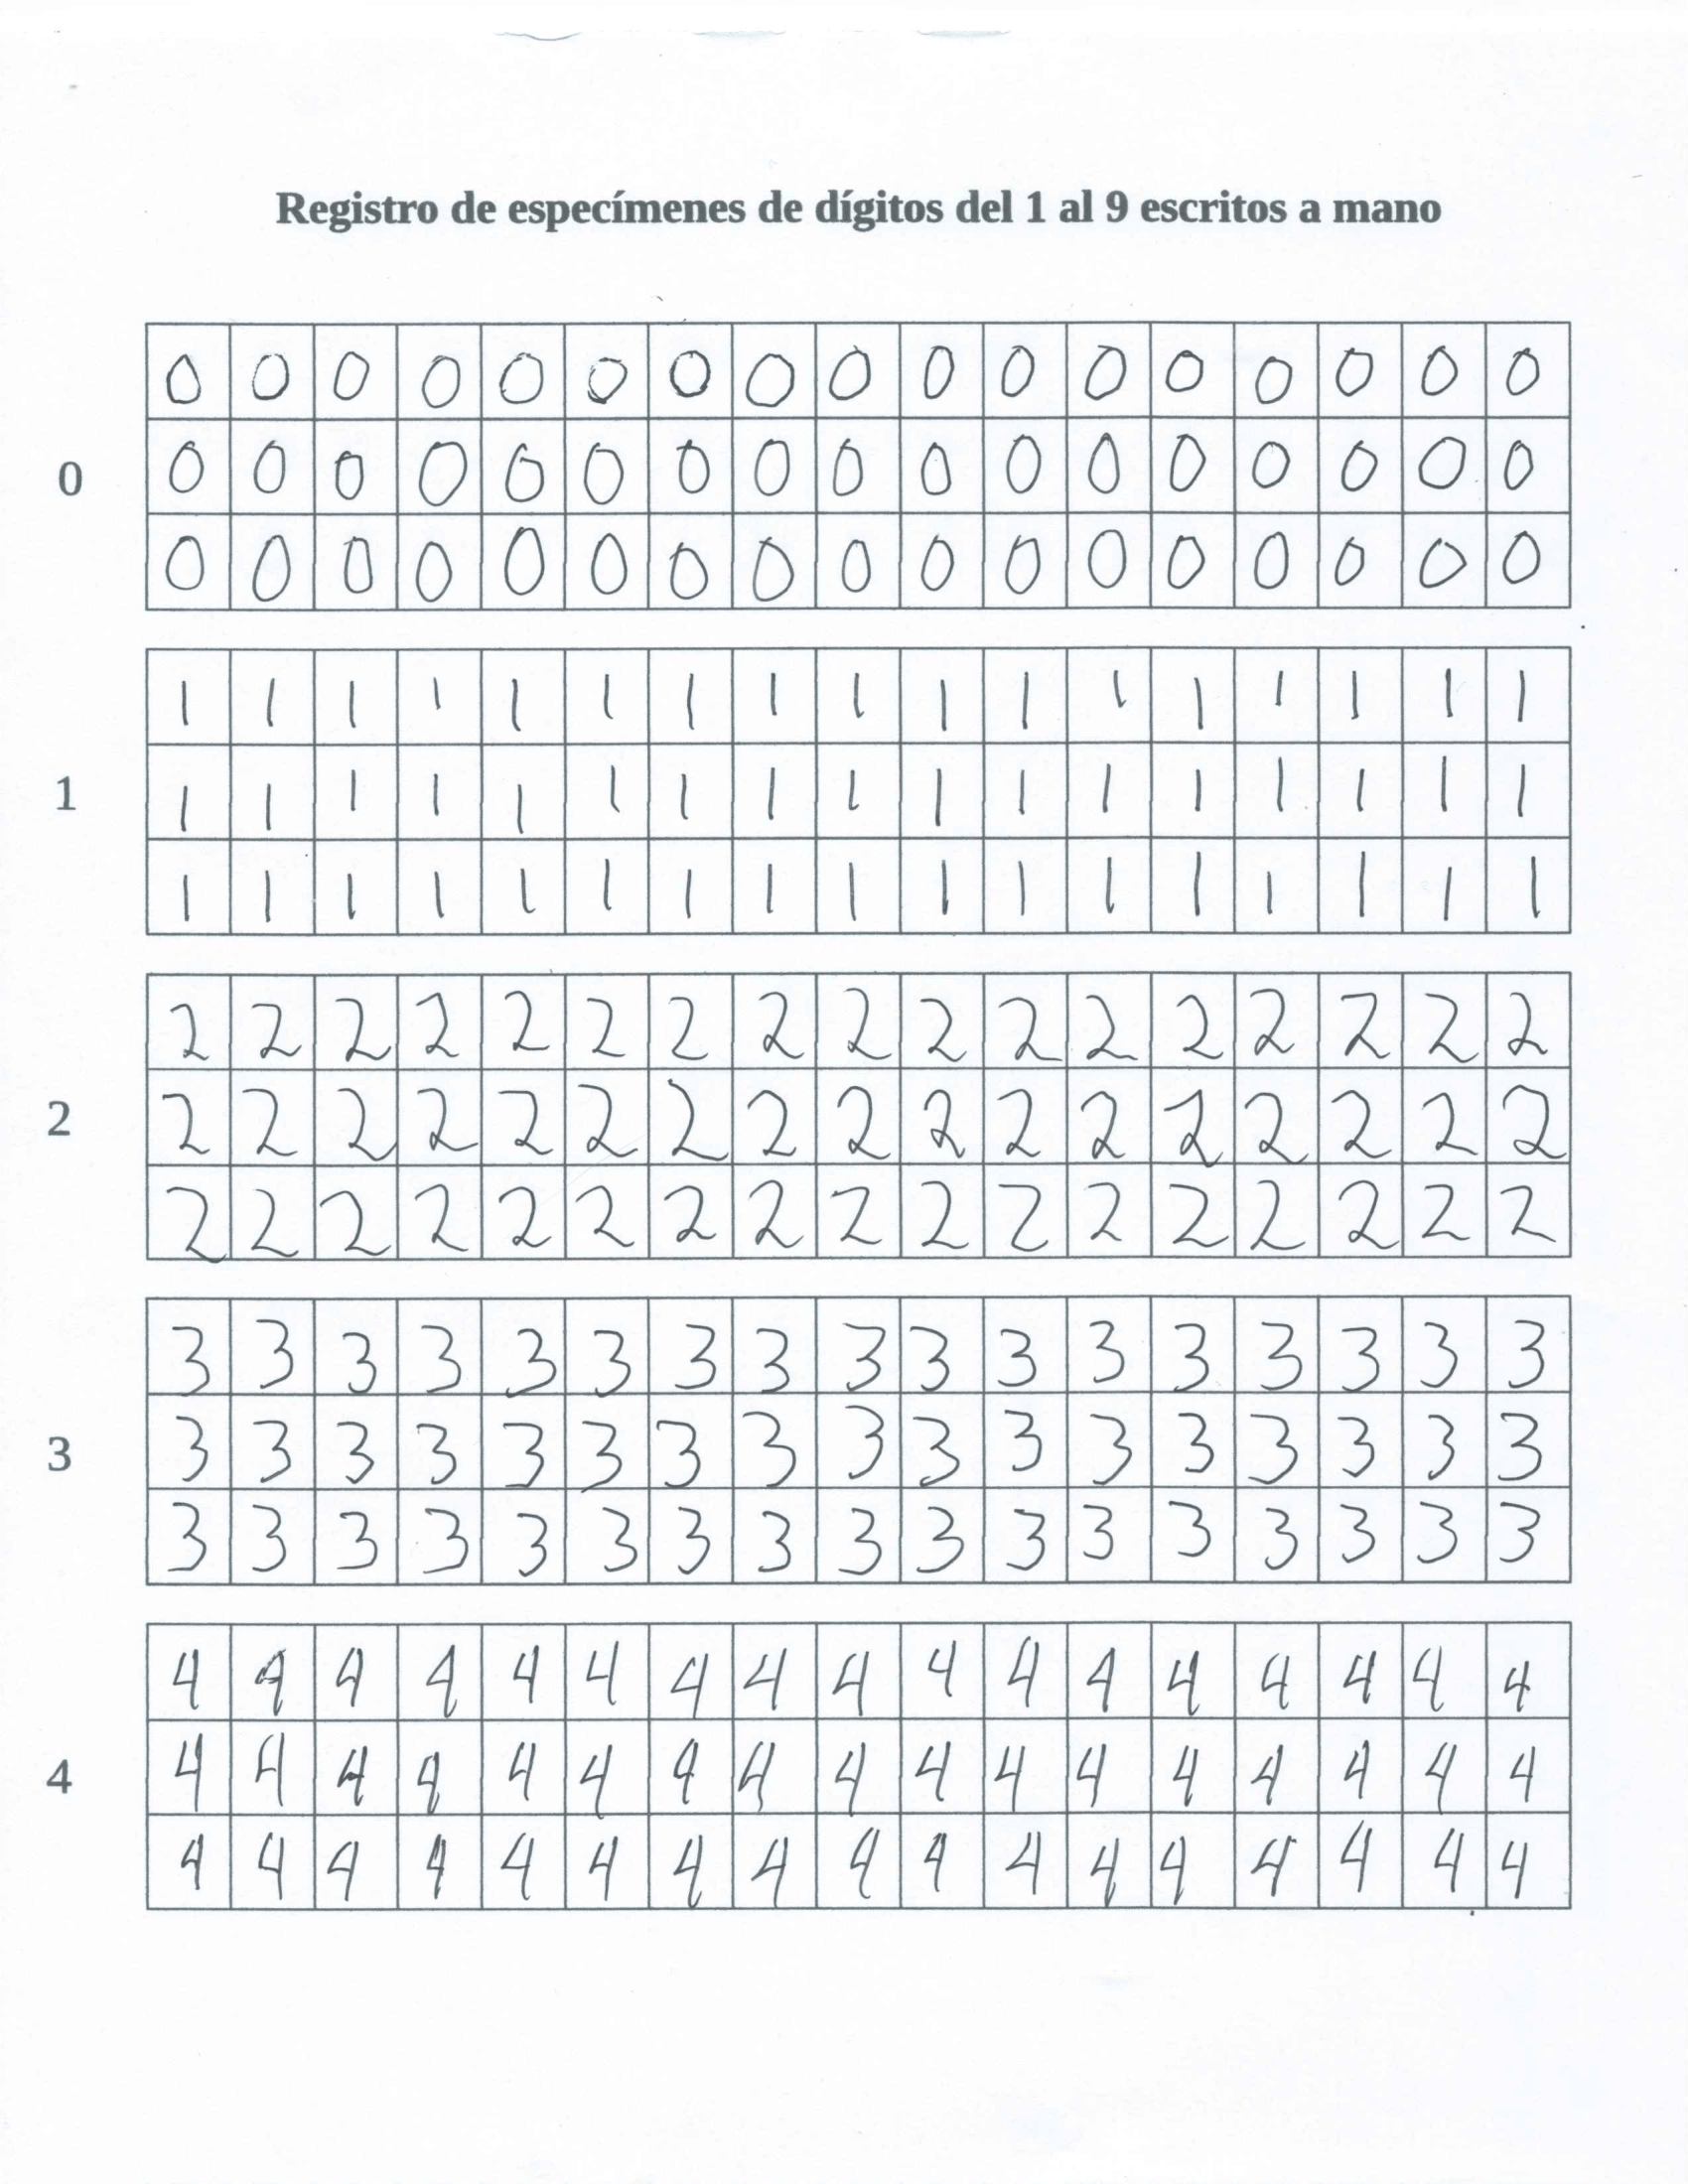 Registro de especímenes de dígitos del 1 al 9 escritos a mano
0 0 0 0 0 0 0 0 0 0 0 0 0 0 0 0 0
0
0 0 0 0 0 0 0 0 0 0 0 0 0 0 0 0 0
0 0 0 0 0 0 0 0 0 0 0 0 0 0 0 0 0
1 1 1 1 1 1 1 1 1 1 1 1 1 1 1 1 1
1
1 1 1 1 1 1 1 1 1 1 1 1 1 1 1 1 1
1 1 1 1 1 1 1 1 1 1 1 1 1 1 1 1 1
2 2 2 2 2 2 2 2 2 2 2 2 2 2 2 2 2
2
2 2 2 2 2 2 2 2 2 2 2 2 2 2 2 2 2
2 2 2 2 2 2 2 2 2 2 2 2 2 2 2 2 2
3 3 3 3 3 3 3 3 3 3 3 3 3 3 3 3 3
3
3 3 3 3 3 3 3 3 3 3 3 3 3 3 3 3 3
3 3 3 3 3 3 3 3 3 3 3 3 3 3 3 3 3
4 4 4 4 4 4 4 4 4 4 4 4 4 4 4 4 4
4
4 4 4 4 4 4 4 4 4 4 4 4 4 4 4 4 4
4 4 4 4 4 4 4 4 4 4 4 4 4 4 4 4 4